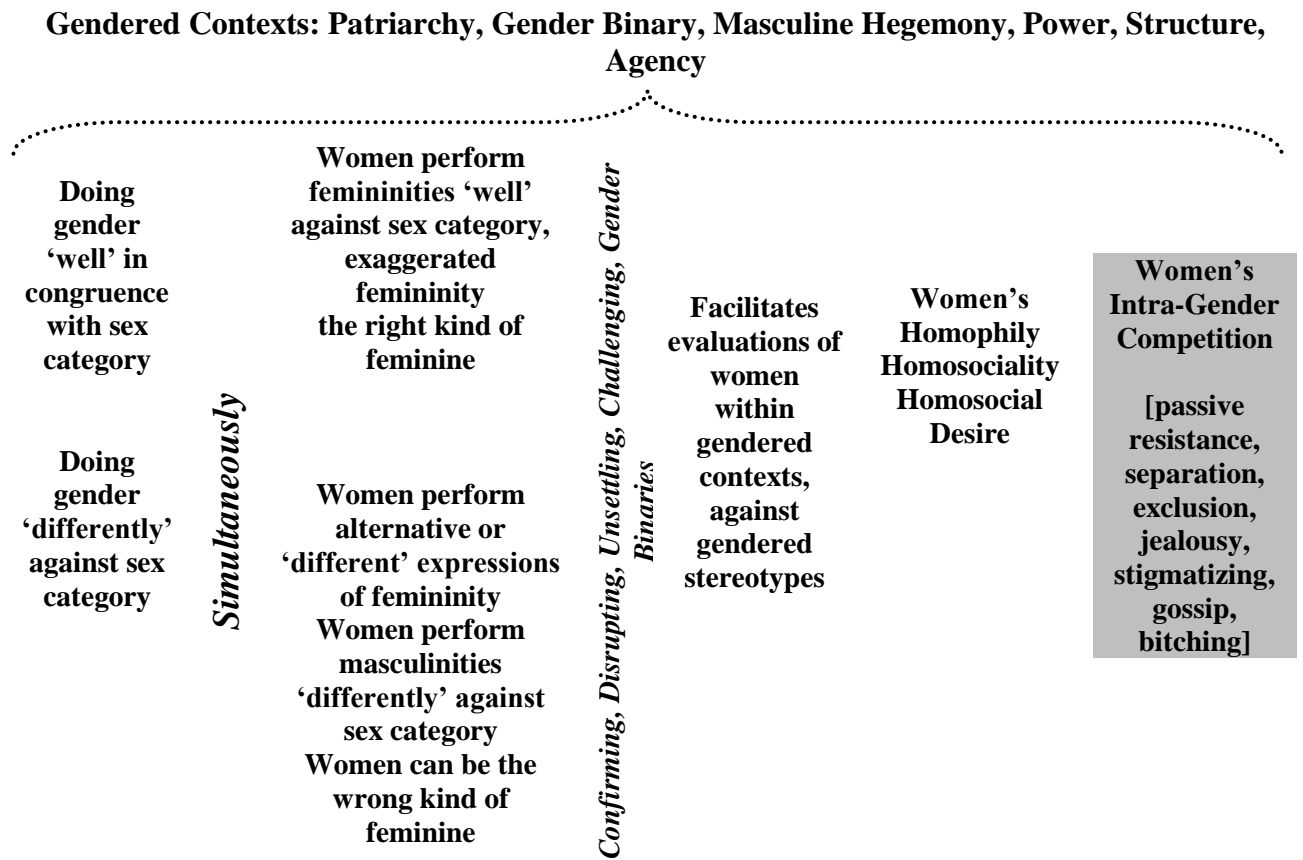 Gendered Contexts: Patriarchy, Gender Binary, Masculine Hegemony, Power, Structure,
Agency
Doing
gender
‘well’ in
congruence
with sex
category
Doing
gender
‘differently’
against sex
category
Simultaneously
Women perform
femininities ‘well’
against sex category,
exaggerated
femininity
the right kind of
feminine
Women perform
alternative or
‘different’ expressions
of femininity
Women perform
masculinities
‘differently’ against
sex category
Women can be the
wrong kind of
feminine
Confirming, Disrupting, Unsettling, Challenging, Gender
Binaries
Facilitates
evaluations of
women
within
gendered
contexts,
against
gendered
stereotypes
Women’s
Homophily
Homosociality
Homosocial
Desire
Women’s
Intra-Gender
Competition
[passive
resistance,
separation,
exclusion,
jealousy,
stigmatizing,
gossip,
bitching]